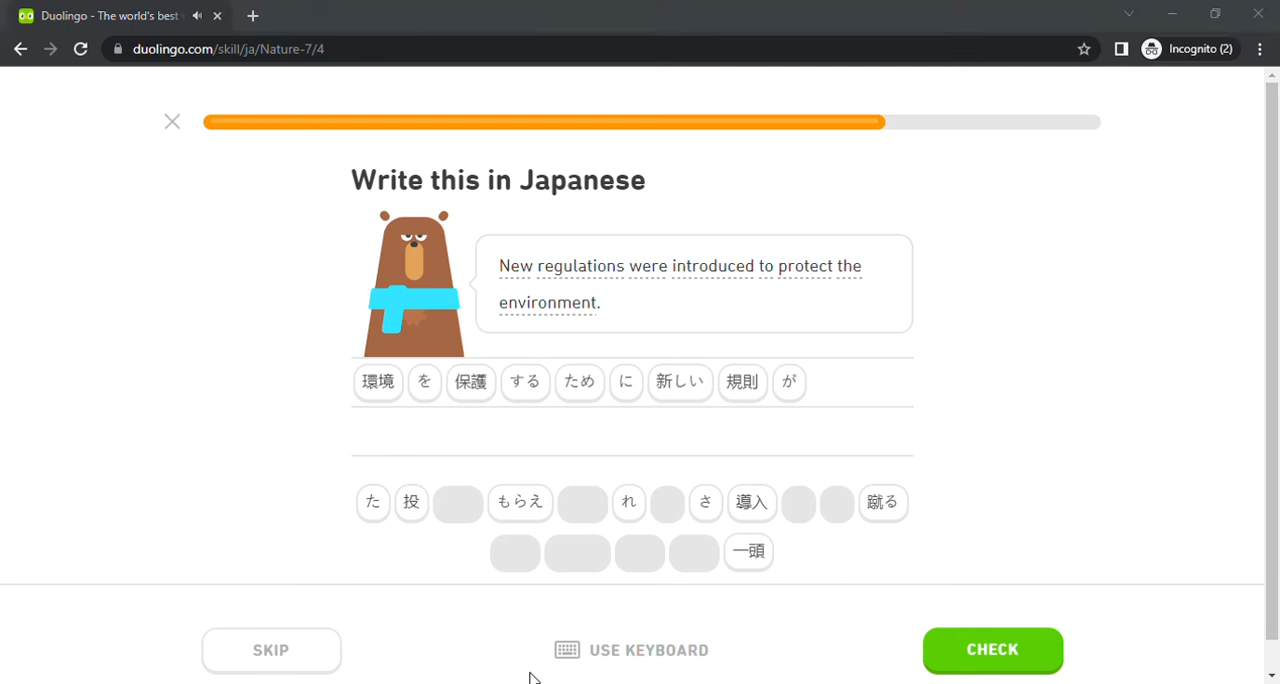 Duolingo - The world's best
duolingo.com/skill/ja/Nature-7/4
Incognito (2)
Write this in Japanese
New regulations were introduced to protect the
environment.
環境 を 保護 する ため に 新しい 規則 が
た 投 もらえ れ さ 導入 蹴る
一頭
SKIP
USE KEYBOARD
CHECK